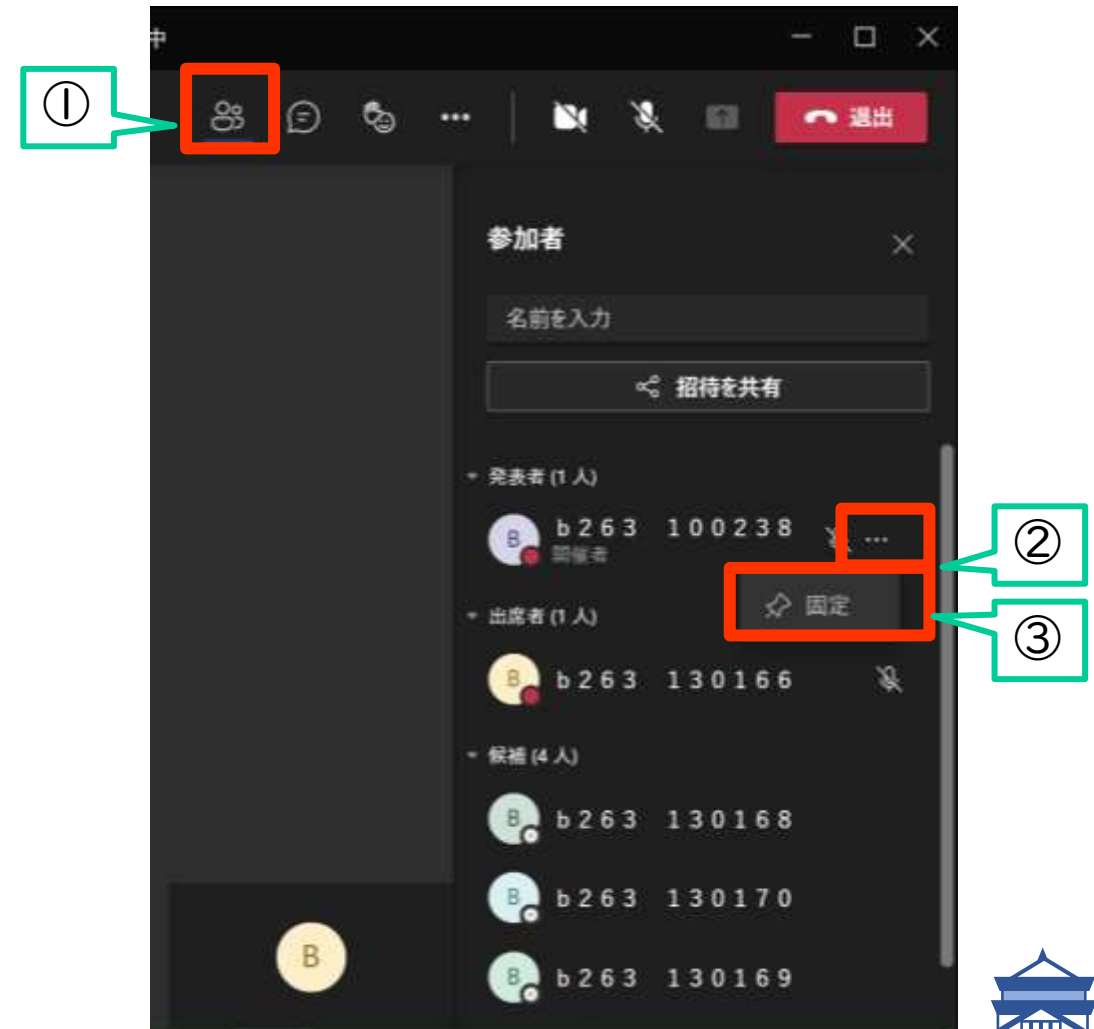 中
①
退出
参加者
名前を入力
招待を共有
発表者 (1 人)
B
b263 100238
開催者
②
固定
③
出席者 (1 人)
B
b263 130166
候補 (4 人)
B
b263 130168
B
b263 130170
B
B
b263 130169